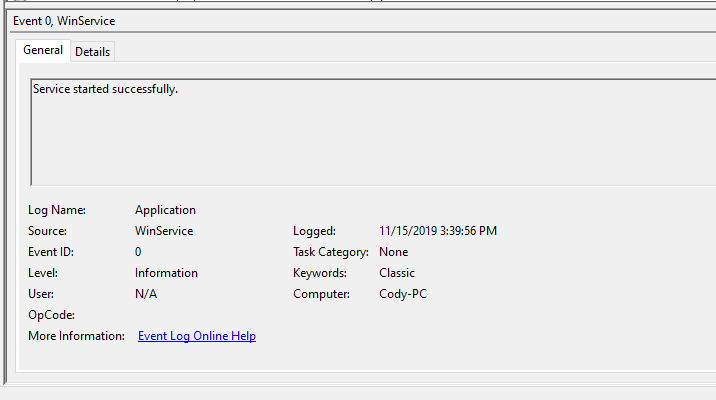 Event 0, WinService
General Details
Service started successfully.
Log Name: Application
Source: WinService Logged: 11/15/2019 3:39:56 PM
Event ID: 0 Task Category: None
Level: Information Keywords: Classic
User: N/A Computer: Cody-PC
OpCode:
More Information: Event Log Online Help